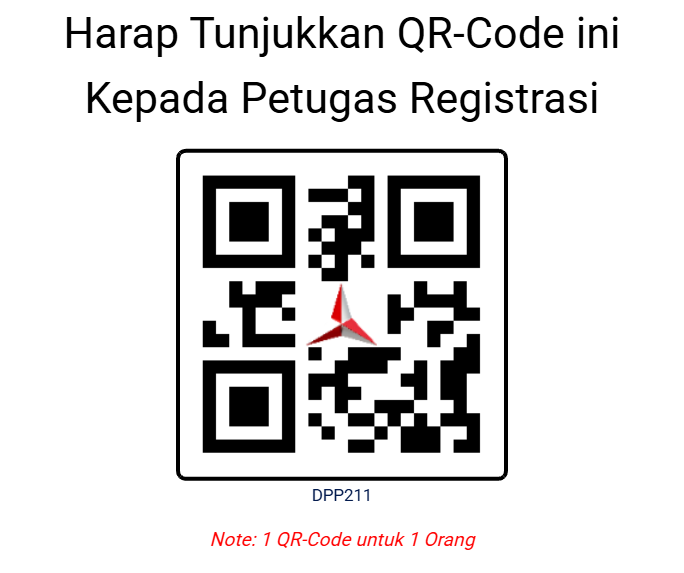 Harap Tunjukkan QR-Code ini
Kepada Petugas Registrasi
DPP211
Note: 1 QR-Code untuk 1 Orang